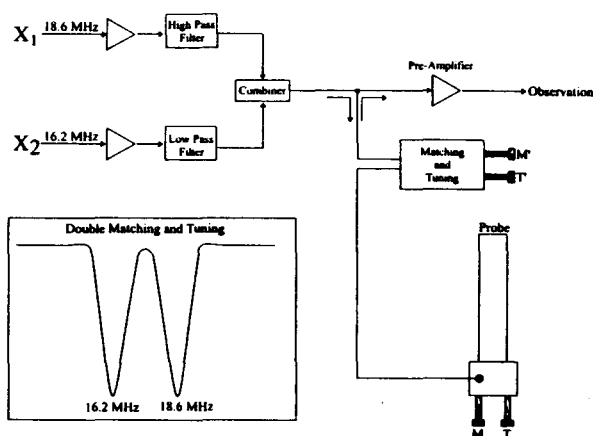 X1 18.6 MHz
High Pass
Filter
Combiner
Pre-Amplifier
Observation
X2 16.2 MHz
Low Pass
Filter
Matching
and
Tuning
M'
T'
Double Matching and Tuning
16.2 MHz 18.6 MHz
Probe
M T